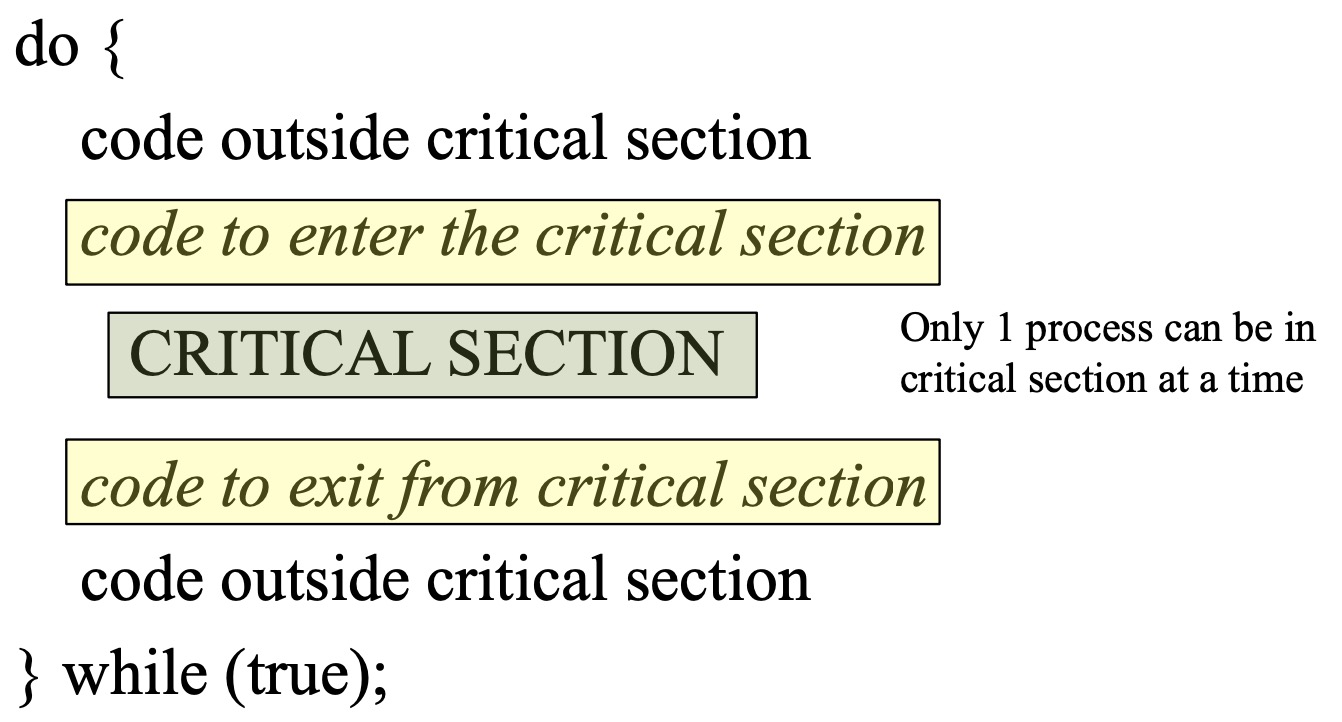 do {
code outside critical section
code to enter the critical section
CRITICAL SECTION
Only 1 process can be in
critical section at a time
code to exit from critical section
code outside critical section
} while (true);